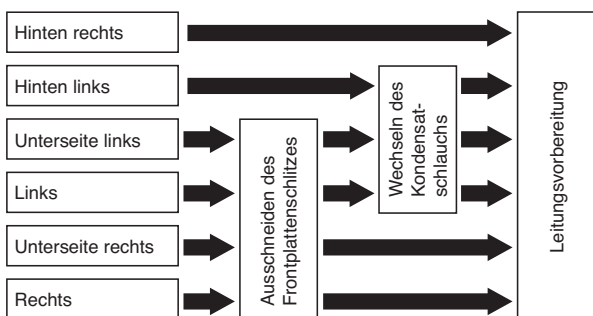 Hinten rechts
Hinten links
Unterseite links
Links
Unterseite rechts
Rechts
Ausschneiden des
Frontplattenschlitzes
Wechseln des
Kondensat-
schlauchs
Leitungsvorbereitung